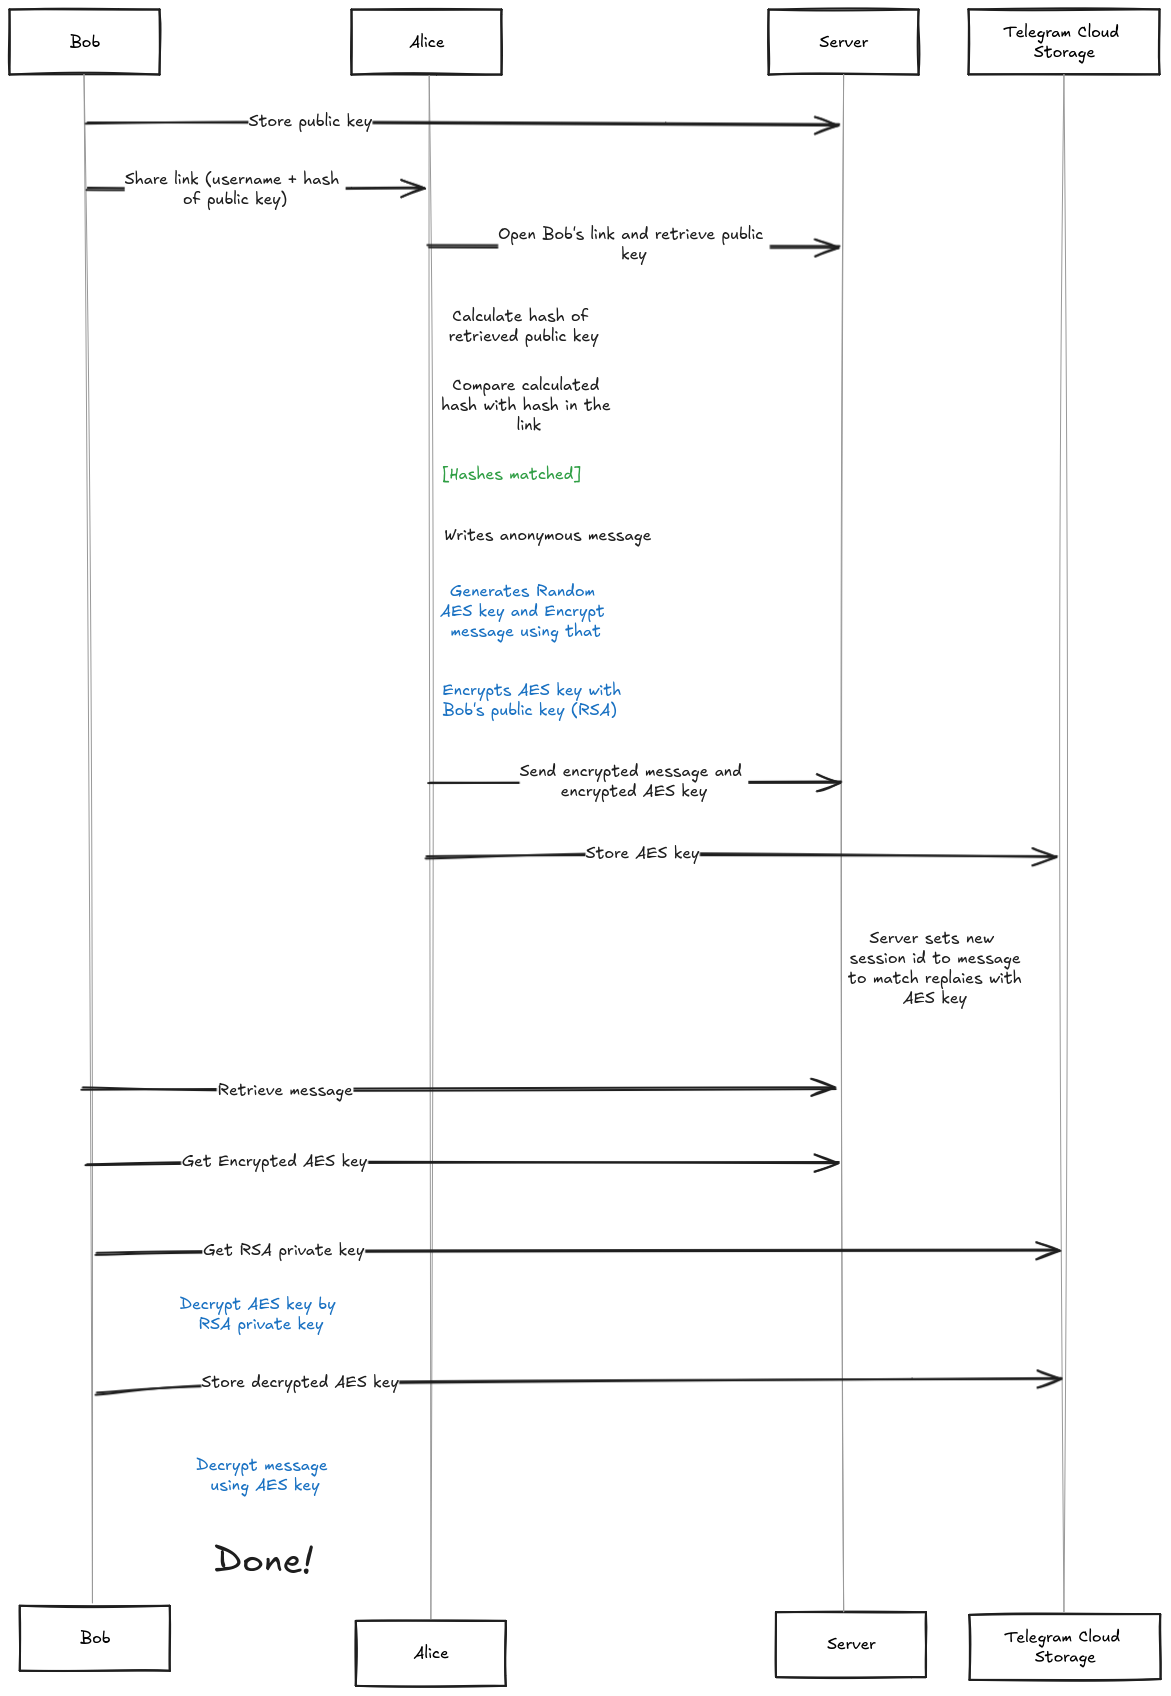 Bob
Alice
Server
Telegram Cloud
Storage
Store public key
Share link (username + hash
of public key)
Open Bob's link and retrieve public
key
Calculate hash of
retrieved public key
Compare calculated
hash with hash in the
link
[Hashes matched]
Writes anonymous message
Generates Random
AES key and Encrypt
message using that
Encrypts AES key with
Bob's public key (RSA)
Send encrypted message and
encrypted AES key
Store AES key
Server sets new
session id to message
to match replaies with
AES key
Retrieve message
Get Encrypted AES key
Get RSA private key
Decrypt AES key by
RSA private key
Store decrypted AES key
Decrypt message
using AES key
Done!
Bob
Alice
Server
Telegram Cloud
Storage